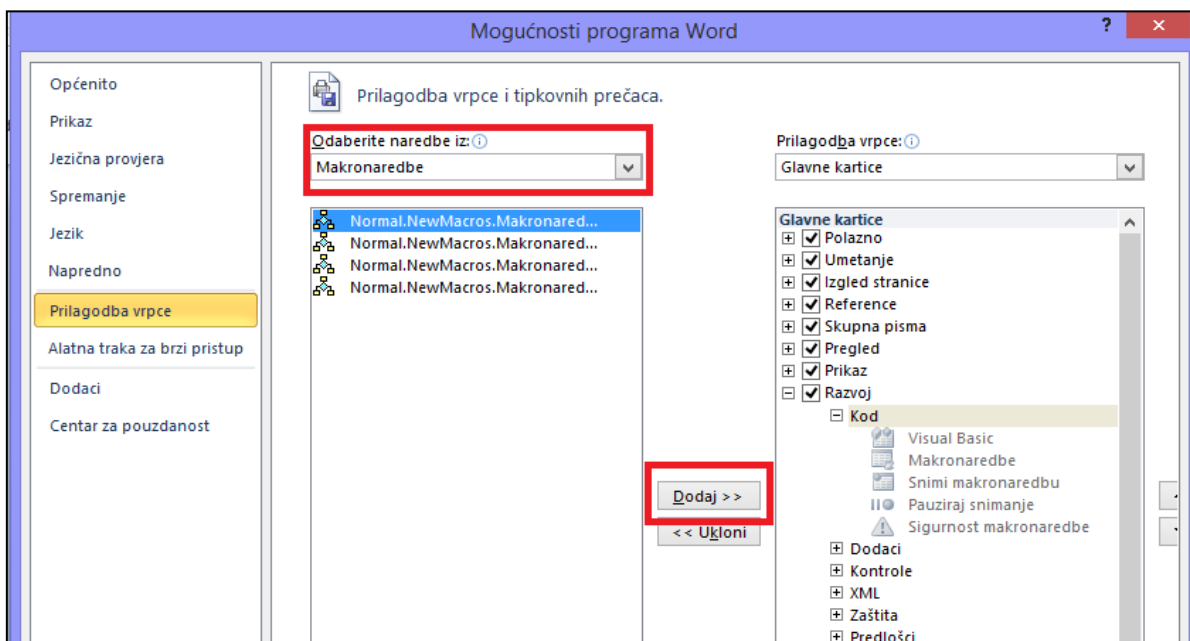 Mogućnosti programa Word
?
Općenito
Prikaz
Jezična provjera
Spremanje
Jezik
Napredno
Prilagodba vrpce
Alatna traka za brzi pristup
Dodaci
Centar za pouzdanost
Prilagodba vrpce i tipkovnih prečaca.
Odaberite naredbe iz:
Makronaredbe
Normal.NewMacros.Makronared...
Normal.NewMacros.Makronared...
Normal.NewMacros.Makronared...
Normal.NewMacros.Makronared...
Dodaj >>
<< Ukloni
Prilagodba vrpce:
Glavne kartice
Glavne kartice
Polazno
Umetanje
Izgled stranice
Reference
Skupna pisma
Pregled
Prikaz
Razvoj
Kod
Visual Basic
Makronaredbe
Snimi makronaredbu
Pauziraj snimanje
Sigurnost makronaredbe
Dodaci
Kontrole
XML
Zaštita
Predlošci